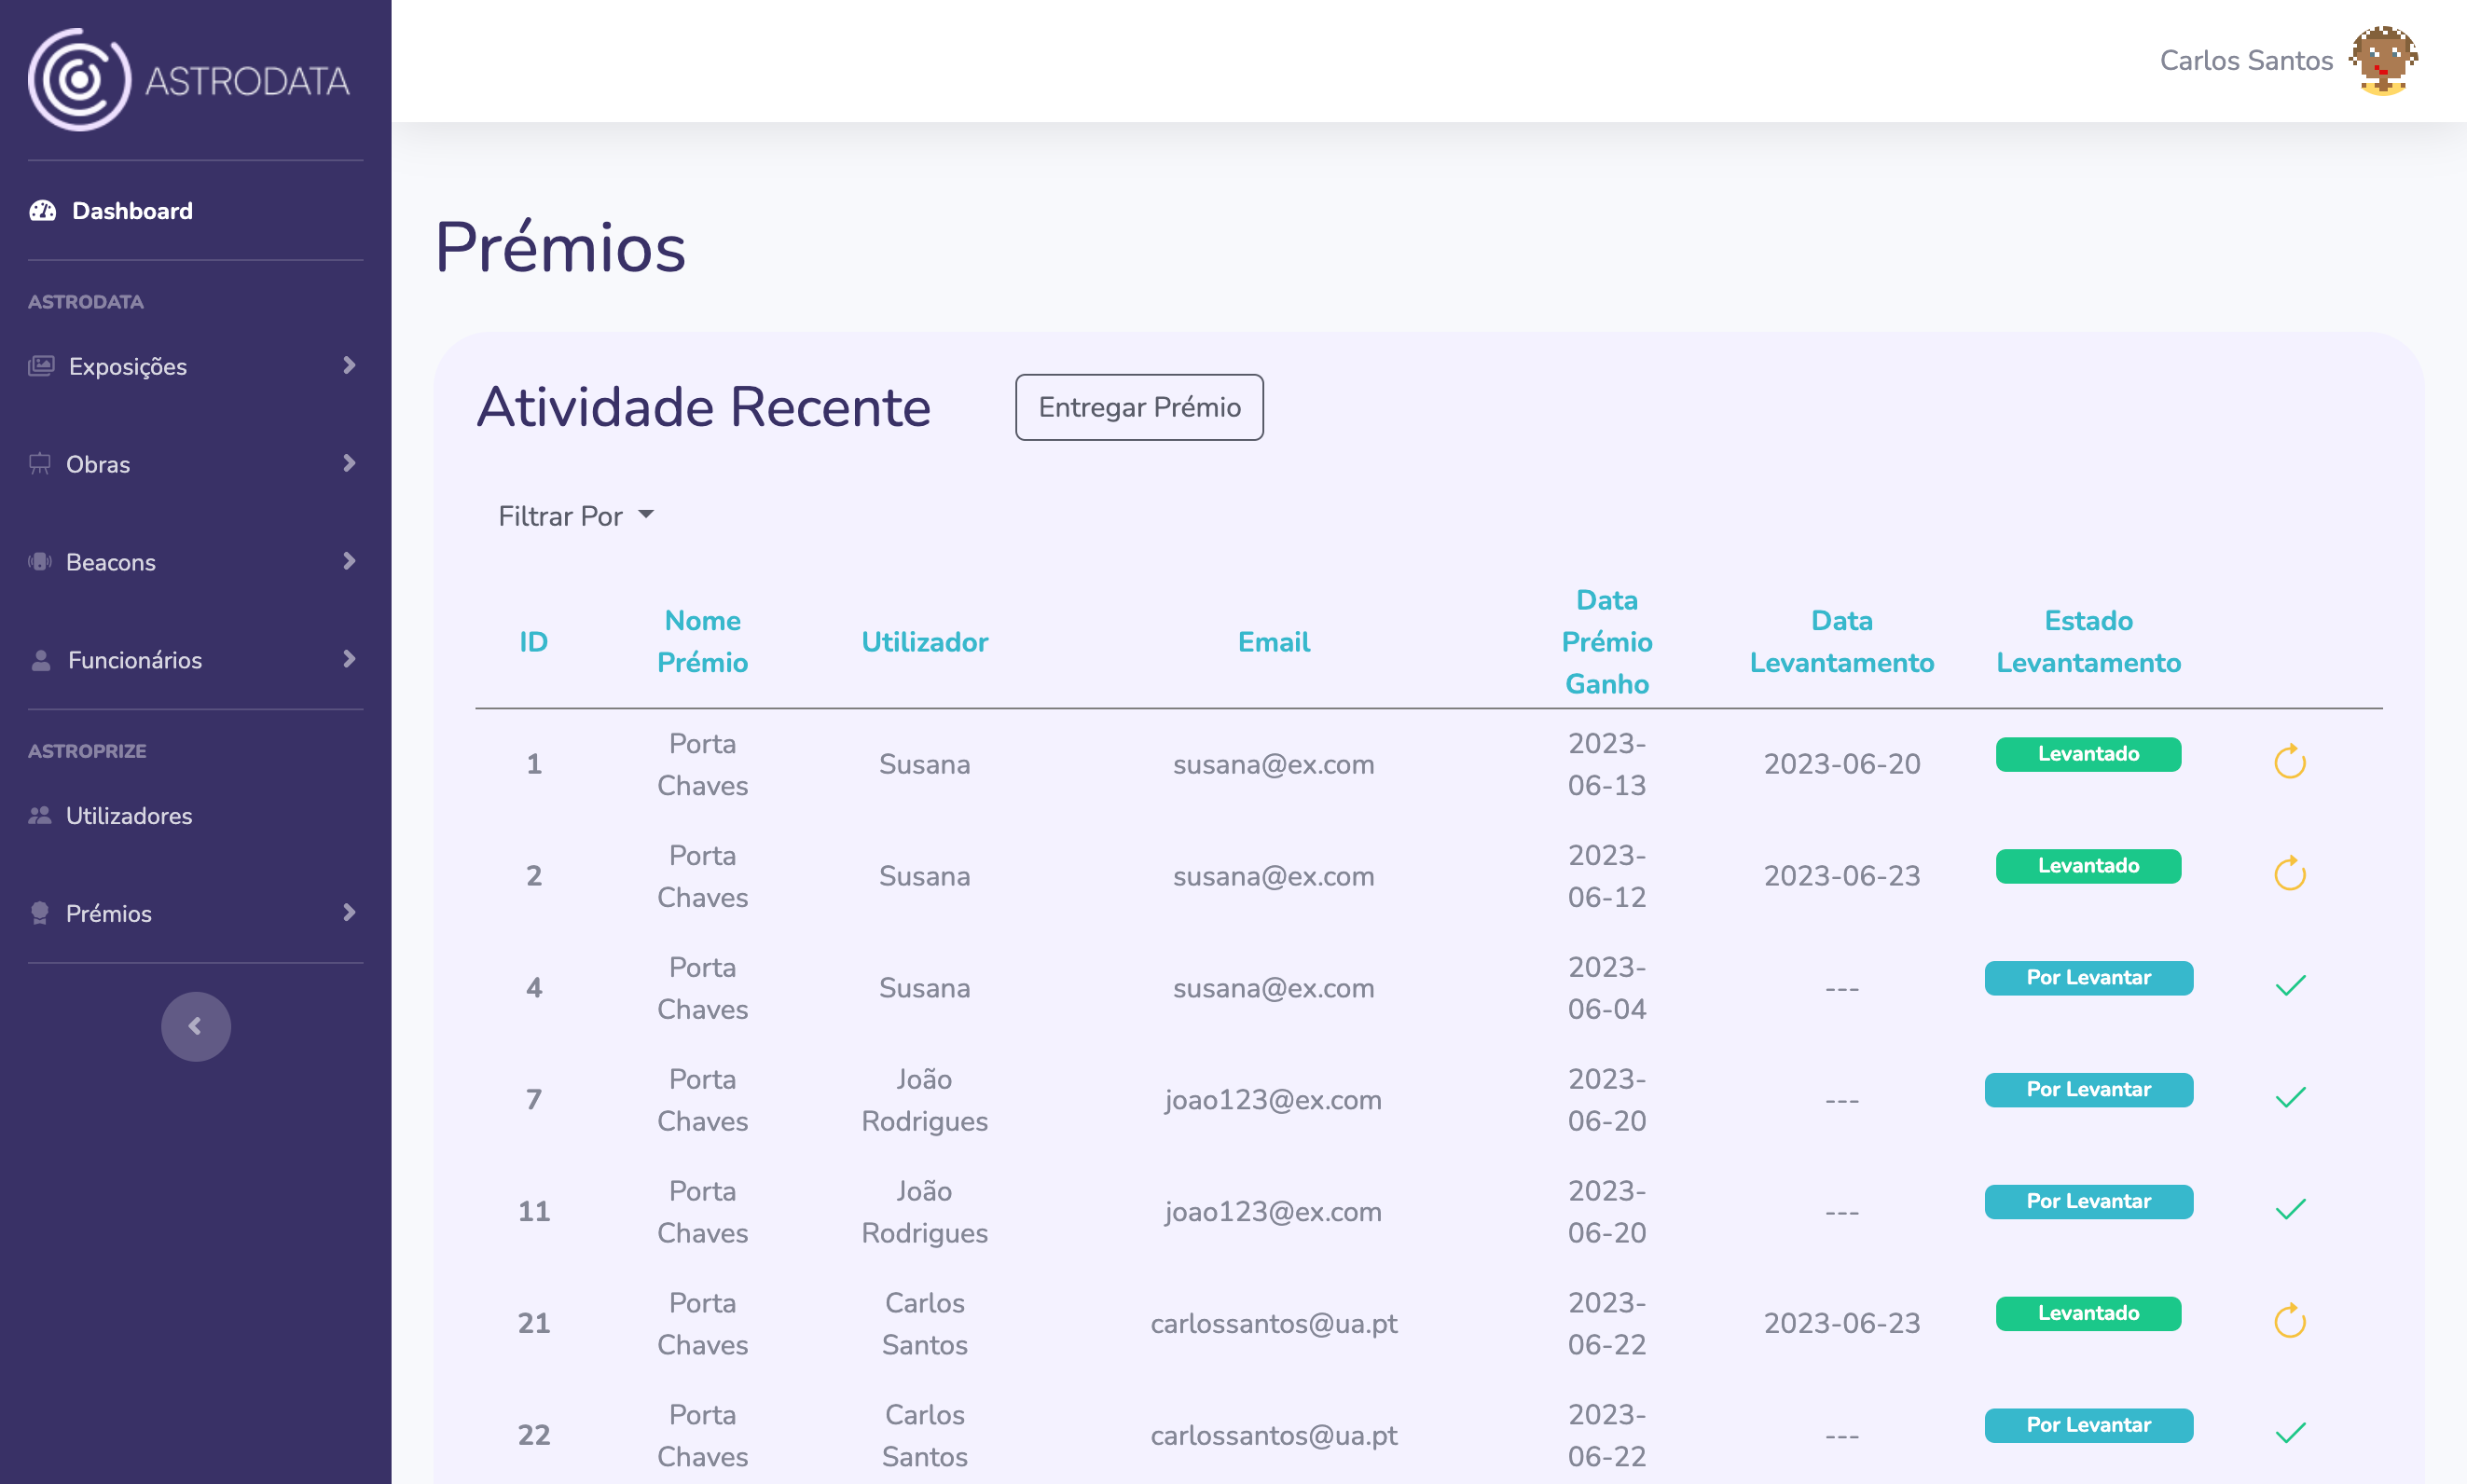 ASTRODATA
Carlos Santos
Dashboard
ASTRODATA
Exposições
Obras
Beacons
Funcionários
ASTROPRIZE
Utilizadores
Prémios
Prémios
Atividade Recente
Entregar Prémio
Filtrar Por
ID
Nome
Prémio
Utilizador
Email
Data
Prémio
Ganho
Data
Levantamento
Estado
Levantamento
1
Porta
Chaves
Susana
susana@ex.com
2023-
06-13
2023-06-20
Levantado
2
Porta
Chaves
Susana
susana@ex.com
2023-
06-12
2023-06-23
Levantado
4
Porta
Chaves
Susana
susana@ex.com
2023-
06-04
---
Por Levantar
7
Porta
Chaves
João
Rodrigues
joao123@ex.com
2023-
06-20
---
Por Levantar
11
Porta
Chaves
João
Rodrigues
joao123@ex.com
2023-
06-20
---
Por Levantar
21
Porta
Chaves
Carlos
Santos
carlossantos@ua.pt
2023-
06-22
2023-06-23
Levantado
22
Porta
Chaves
Carlos
Santos
carlossantos@ua.pt
2023-
06-22
---
Por Levantar